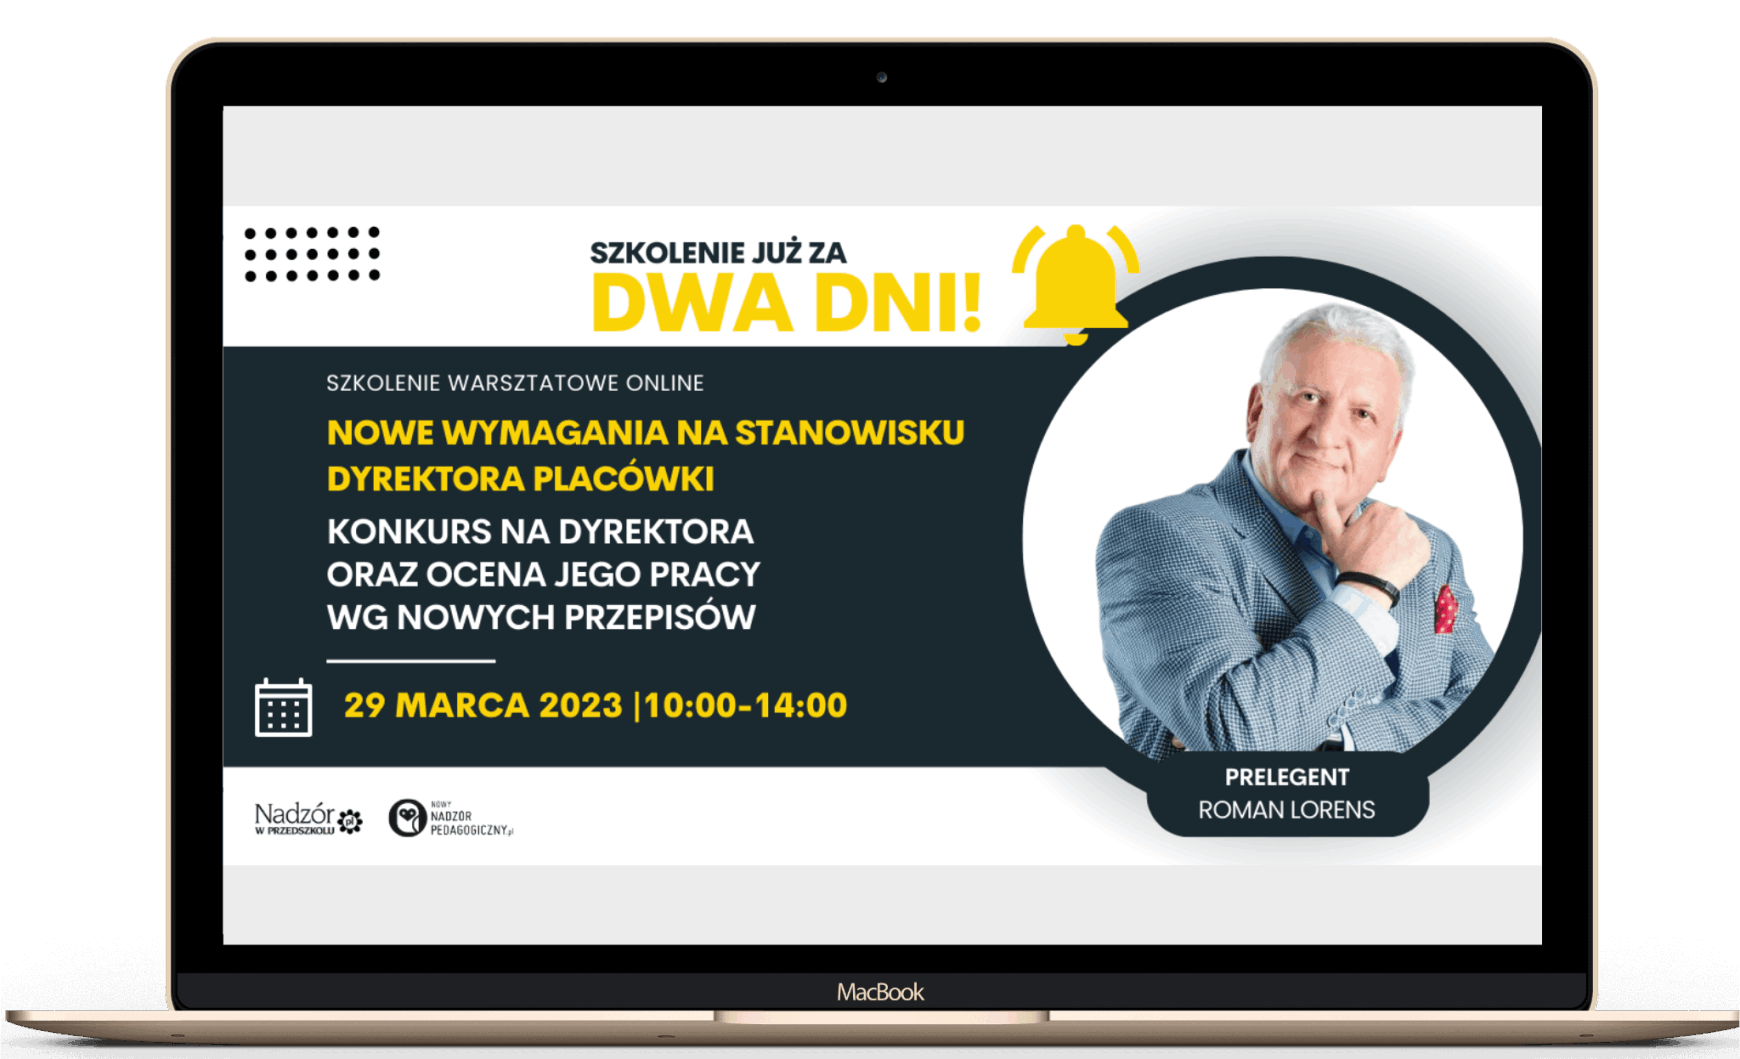 SZKOLENIE JUŻ ZA
DWA DNI!
SZKOLENIE WARSZTATOWE ONLINE
NOWE WYMAGANIA NA STANOWISKU
DYREKTORA PLACÓWKI
KONKURS NA DYREKTORA
ORAZ OCENA JEGO PRACY
WG NOWYCH PRZEPISÓW
29 MARCA 2023 |10:00-14:00
PRELEGENT
ROMAN LORENS
Nadzór
W PRZEDSZKOLU pl
NOWY
NADZÓR
PEDAGOGICZNY.pl
MacBook